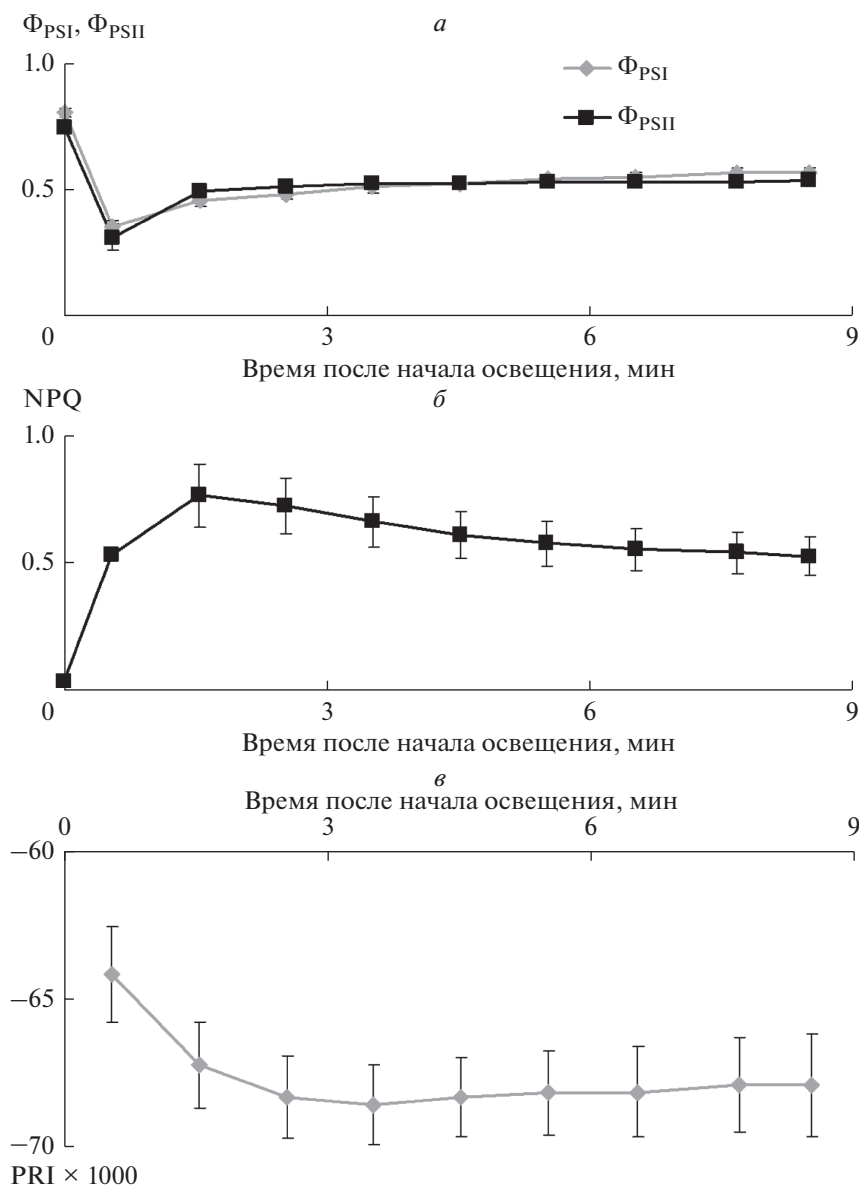 Φ_PSI, Φ_PSII
а
1.0
Φ_PSI
Φ_PSII
0.5
0 3 6 9
Время после начала освещения, мин
NPQ
б
1.0
0.5
0 3 6 9
Время после начала освещения, мин
в
Время после начала освещения, мин
0 3 6 9
–60
–65
–70
PRI × 1000